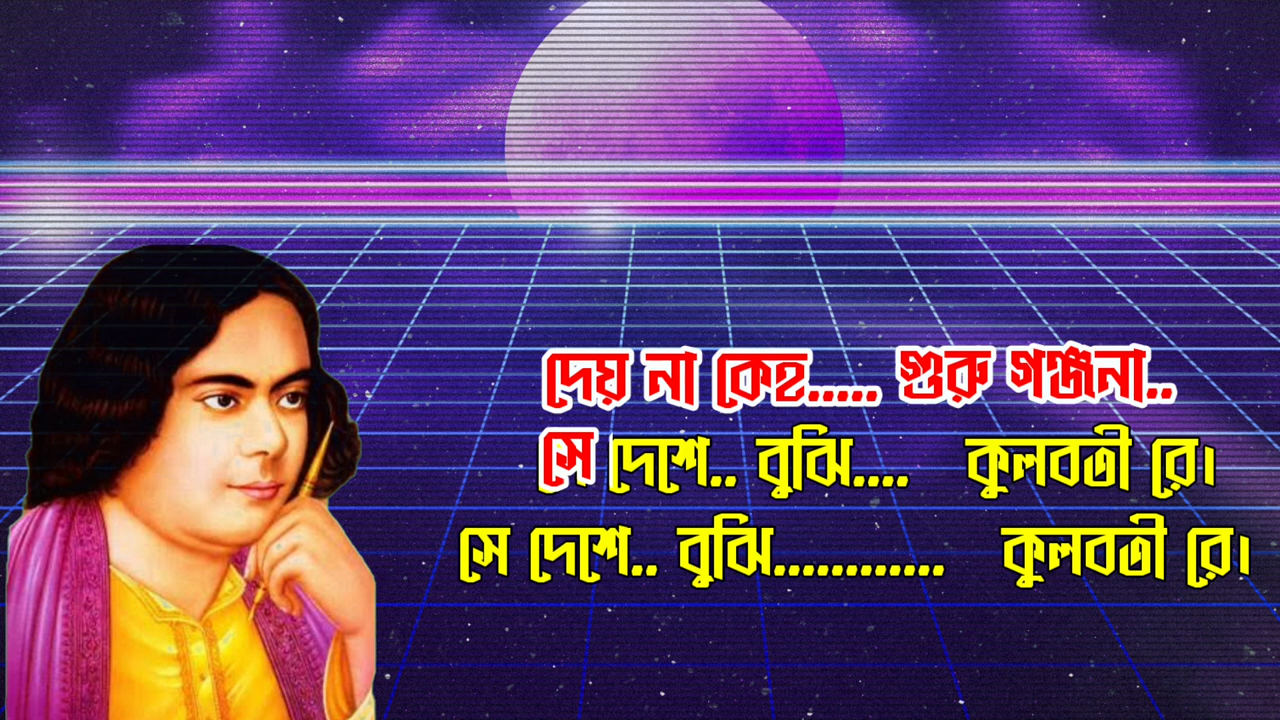 দেয় না কেহ..... গুরু গঞ্জনা..
সে দেশে.. বুঝি.... কুলবতী রে।
সে দেশে.. বুঝি............ কুলবতী রে।